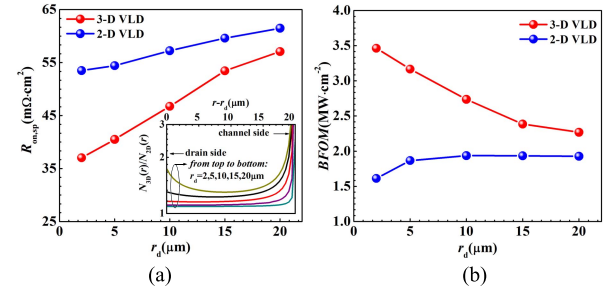 3-D VLD
2-D VLD
R_on,sp(mΩ·cm²)
65
55
45
35
25
0
5
10
15
20
r_d(μm)
r-r_d(μm)
0
5
10
15
20
channel side
drain side
from top to bottom:
r_d=2,5,10,15,20μm
N_3D(r)/N_2D(r)
3
2
1
(a)
3-D VLD
2-D VLD
BFOM(MW·cm⁻²)
4.0
3.5
3.0
2.5
2.0
1.5
1.0
0
5
10
15
20
r_d(μm)
(b)